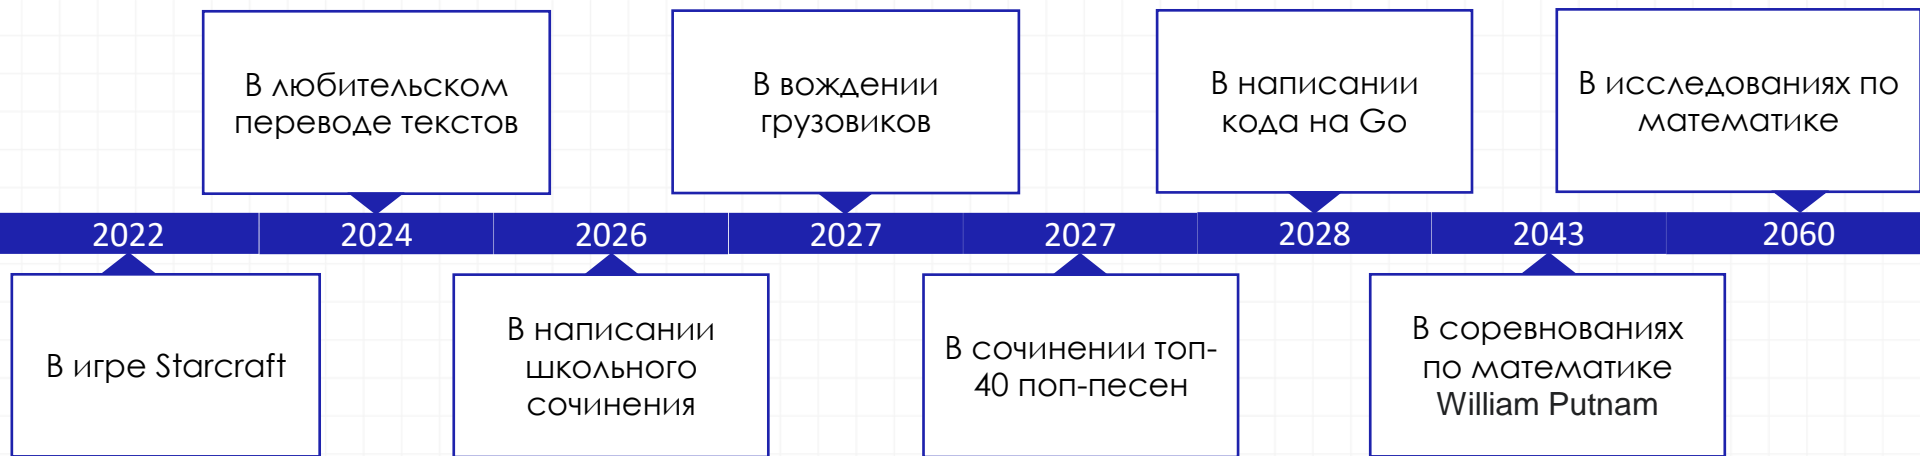 В любительском
переводе текстов
В вождении
грузовиков
В написании
кода на Go
В исследованиях по
математике
2022
2024
2026
2027
2027
2028
2043
2060
В игре Starcraft
В написании
школьного
сочинения
В сочинении топ-
40 поп-песен
В соревнованиях
по математике
William Putnam